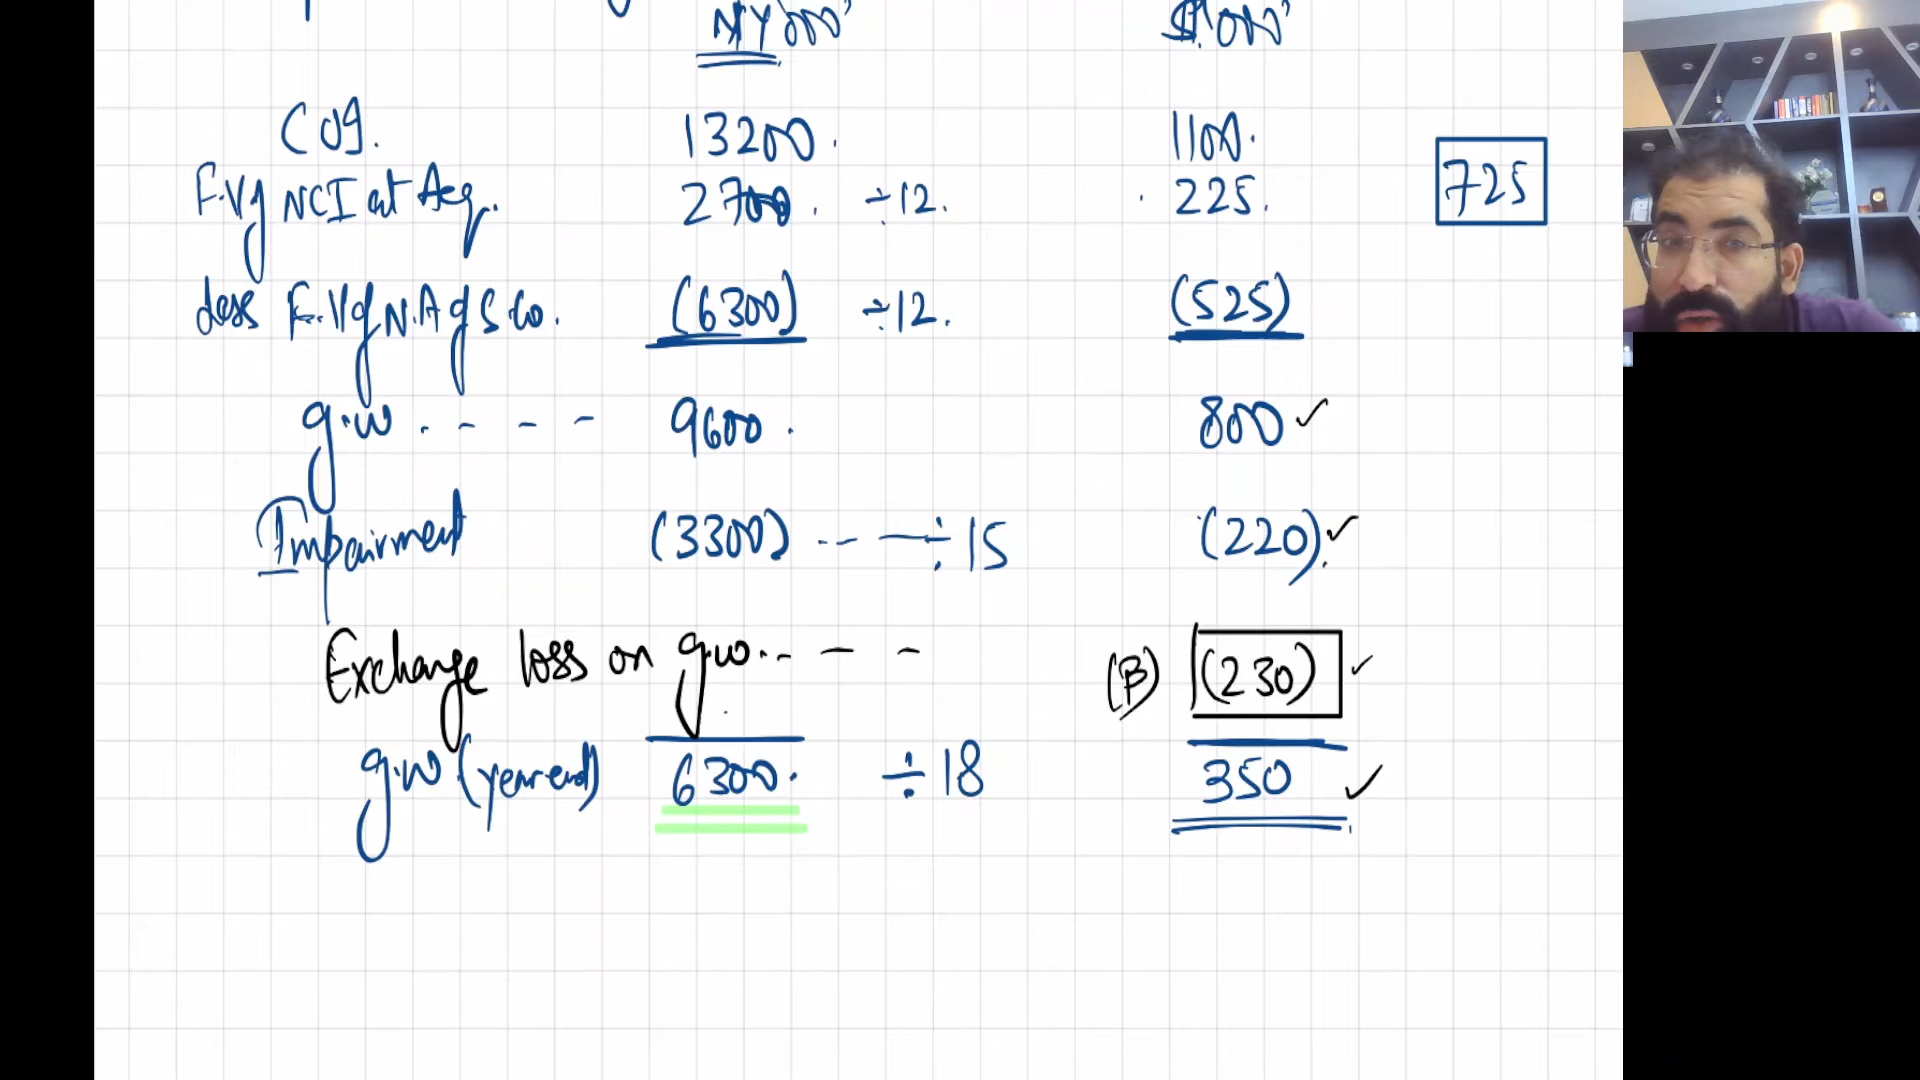 NY'000' $'000'
COI. 13200. 1100.
F.V of NCI at Acq. 2700. ÷12. 225. 725
less F.V of N.A of S.Co. (6300) ÷12. (525)
g.w . - - - 9600. 800 ✓
Impairment (3300) -- — ÷15 (220) ✓
Exchange loss on g.w.. - - (B) (230) ✓
g.w (year end) 6300. ÷18 350 ✓